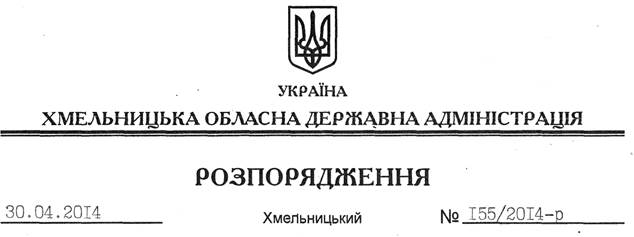 УКРАЇНА
ХМЕЛЬНИЦЬКА ОБЛАСНА ДЕРЖАВНА АДМІНІСТРАЦІЯ
РОЗПОРЯДЖЕННЯ
30.04.2014 Хмельницький № 155/2014-р